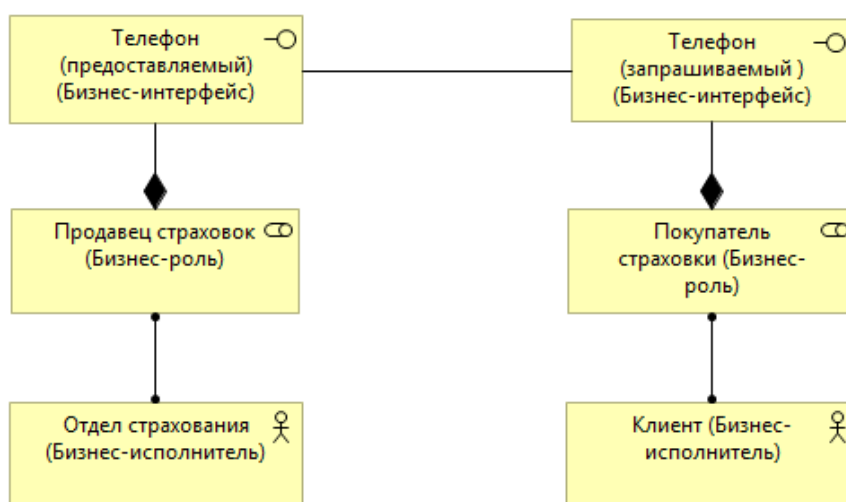 Телефон
(предоставляемый)
(Бизнес-интерфейс)
Телефон
(запрашиваемый )
(Бизнес-интерфейс)
Продавец страховок
(Бизнес-роль)
Покупатель
страховки (Бизнес-
роль)
Отдел страхования
(Бизнес-исполнитель)
Клиент (Бизнес-
исполнитель)